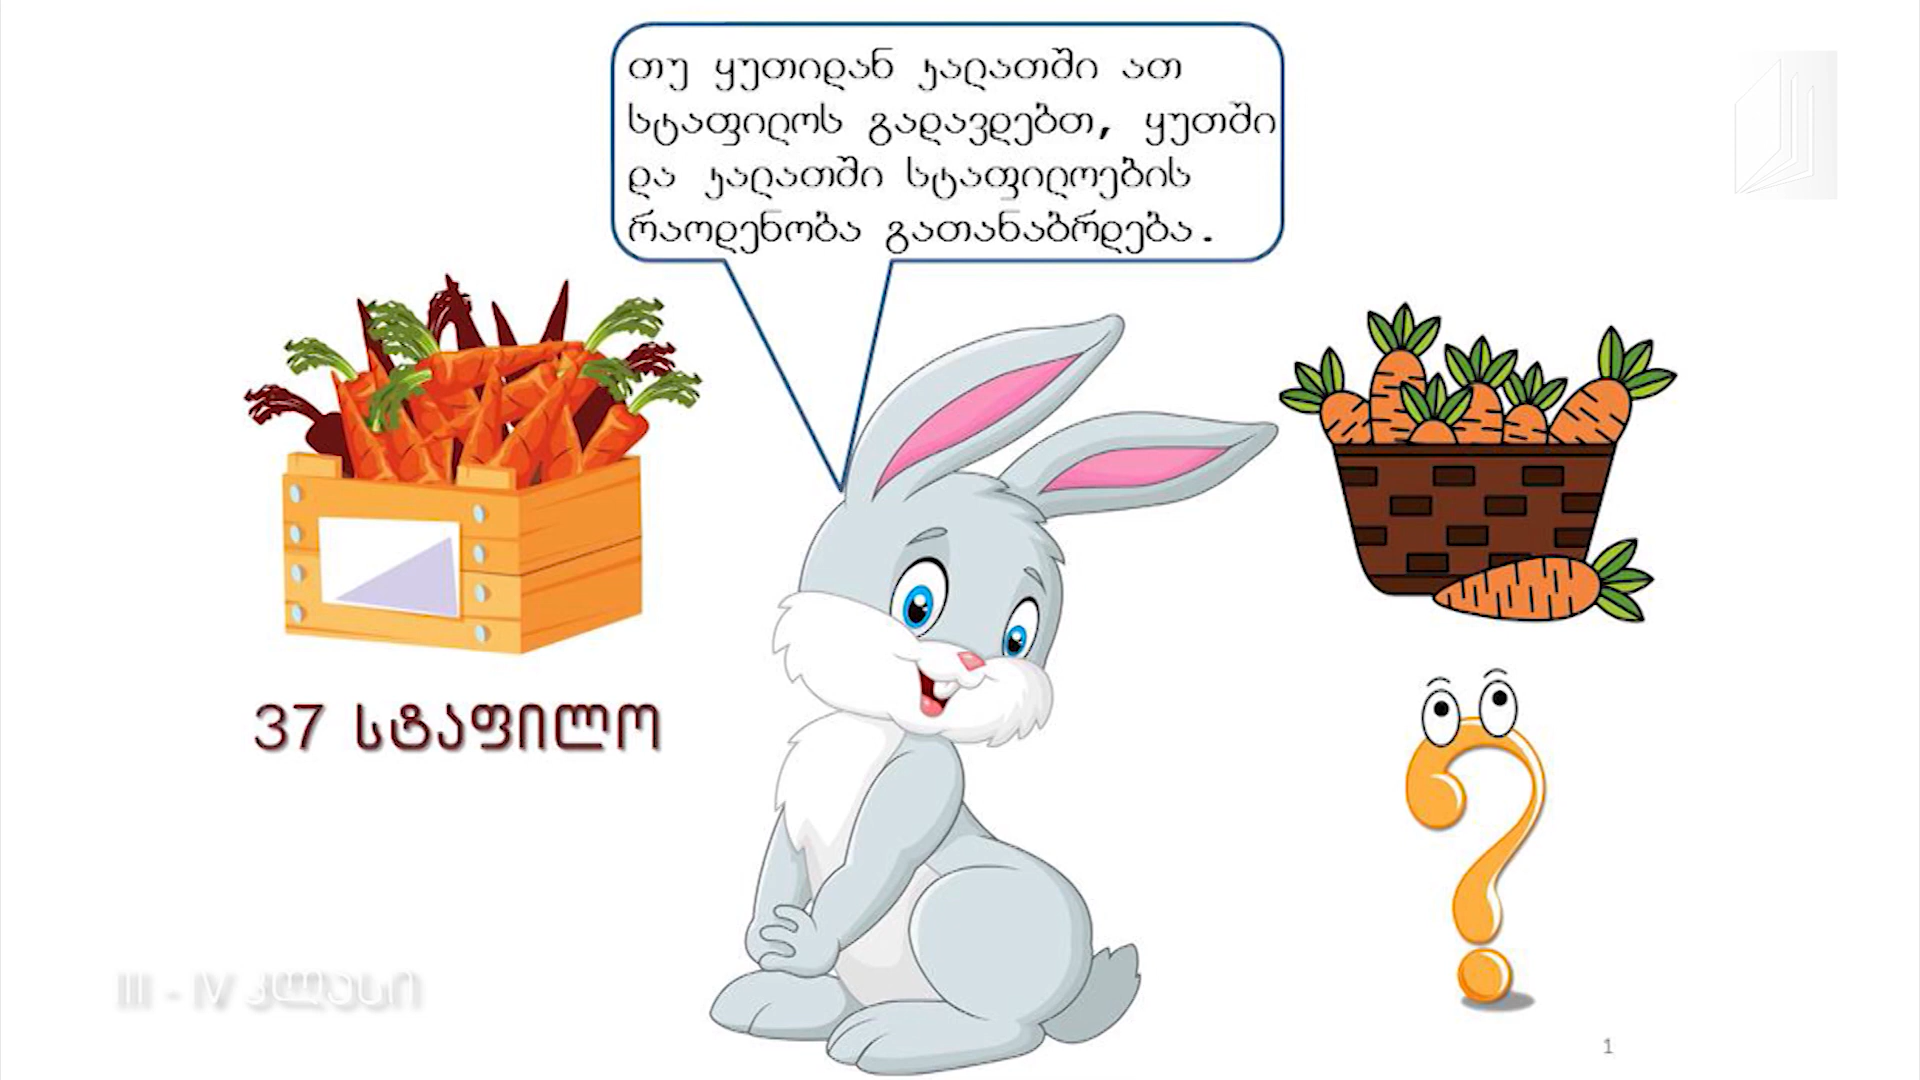 თუ ყუთიდან კალათში ათ
სტაფილოს გადავდებთ, ყუთში
და კალათში სტაფილოების
რაოდენობა გათანაბრდება.
37 სტაფილო
III - IV კლასი
1